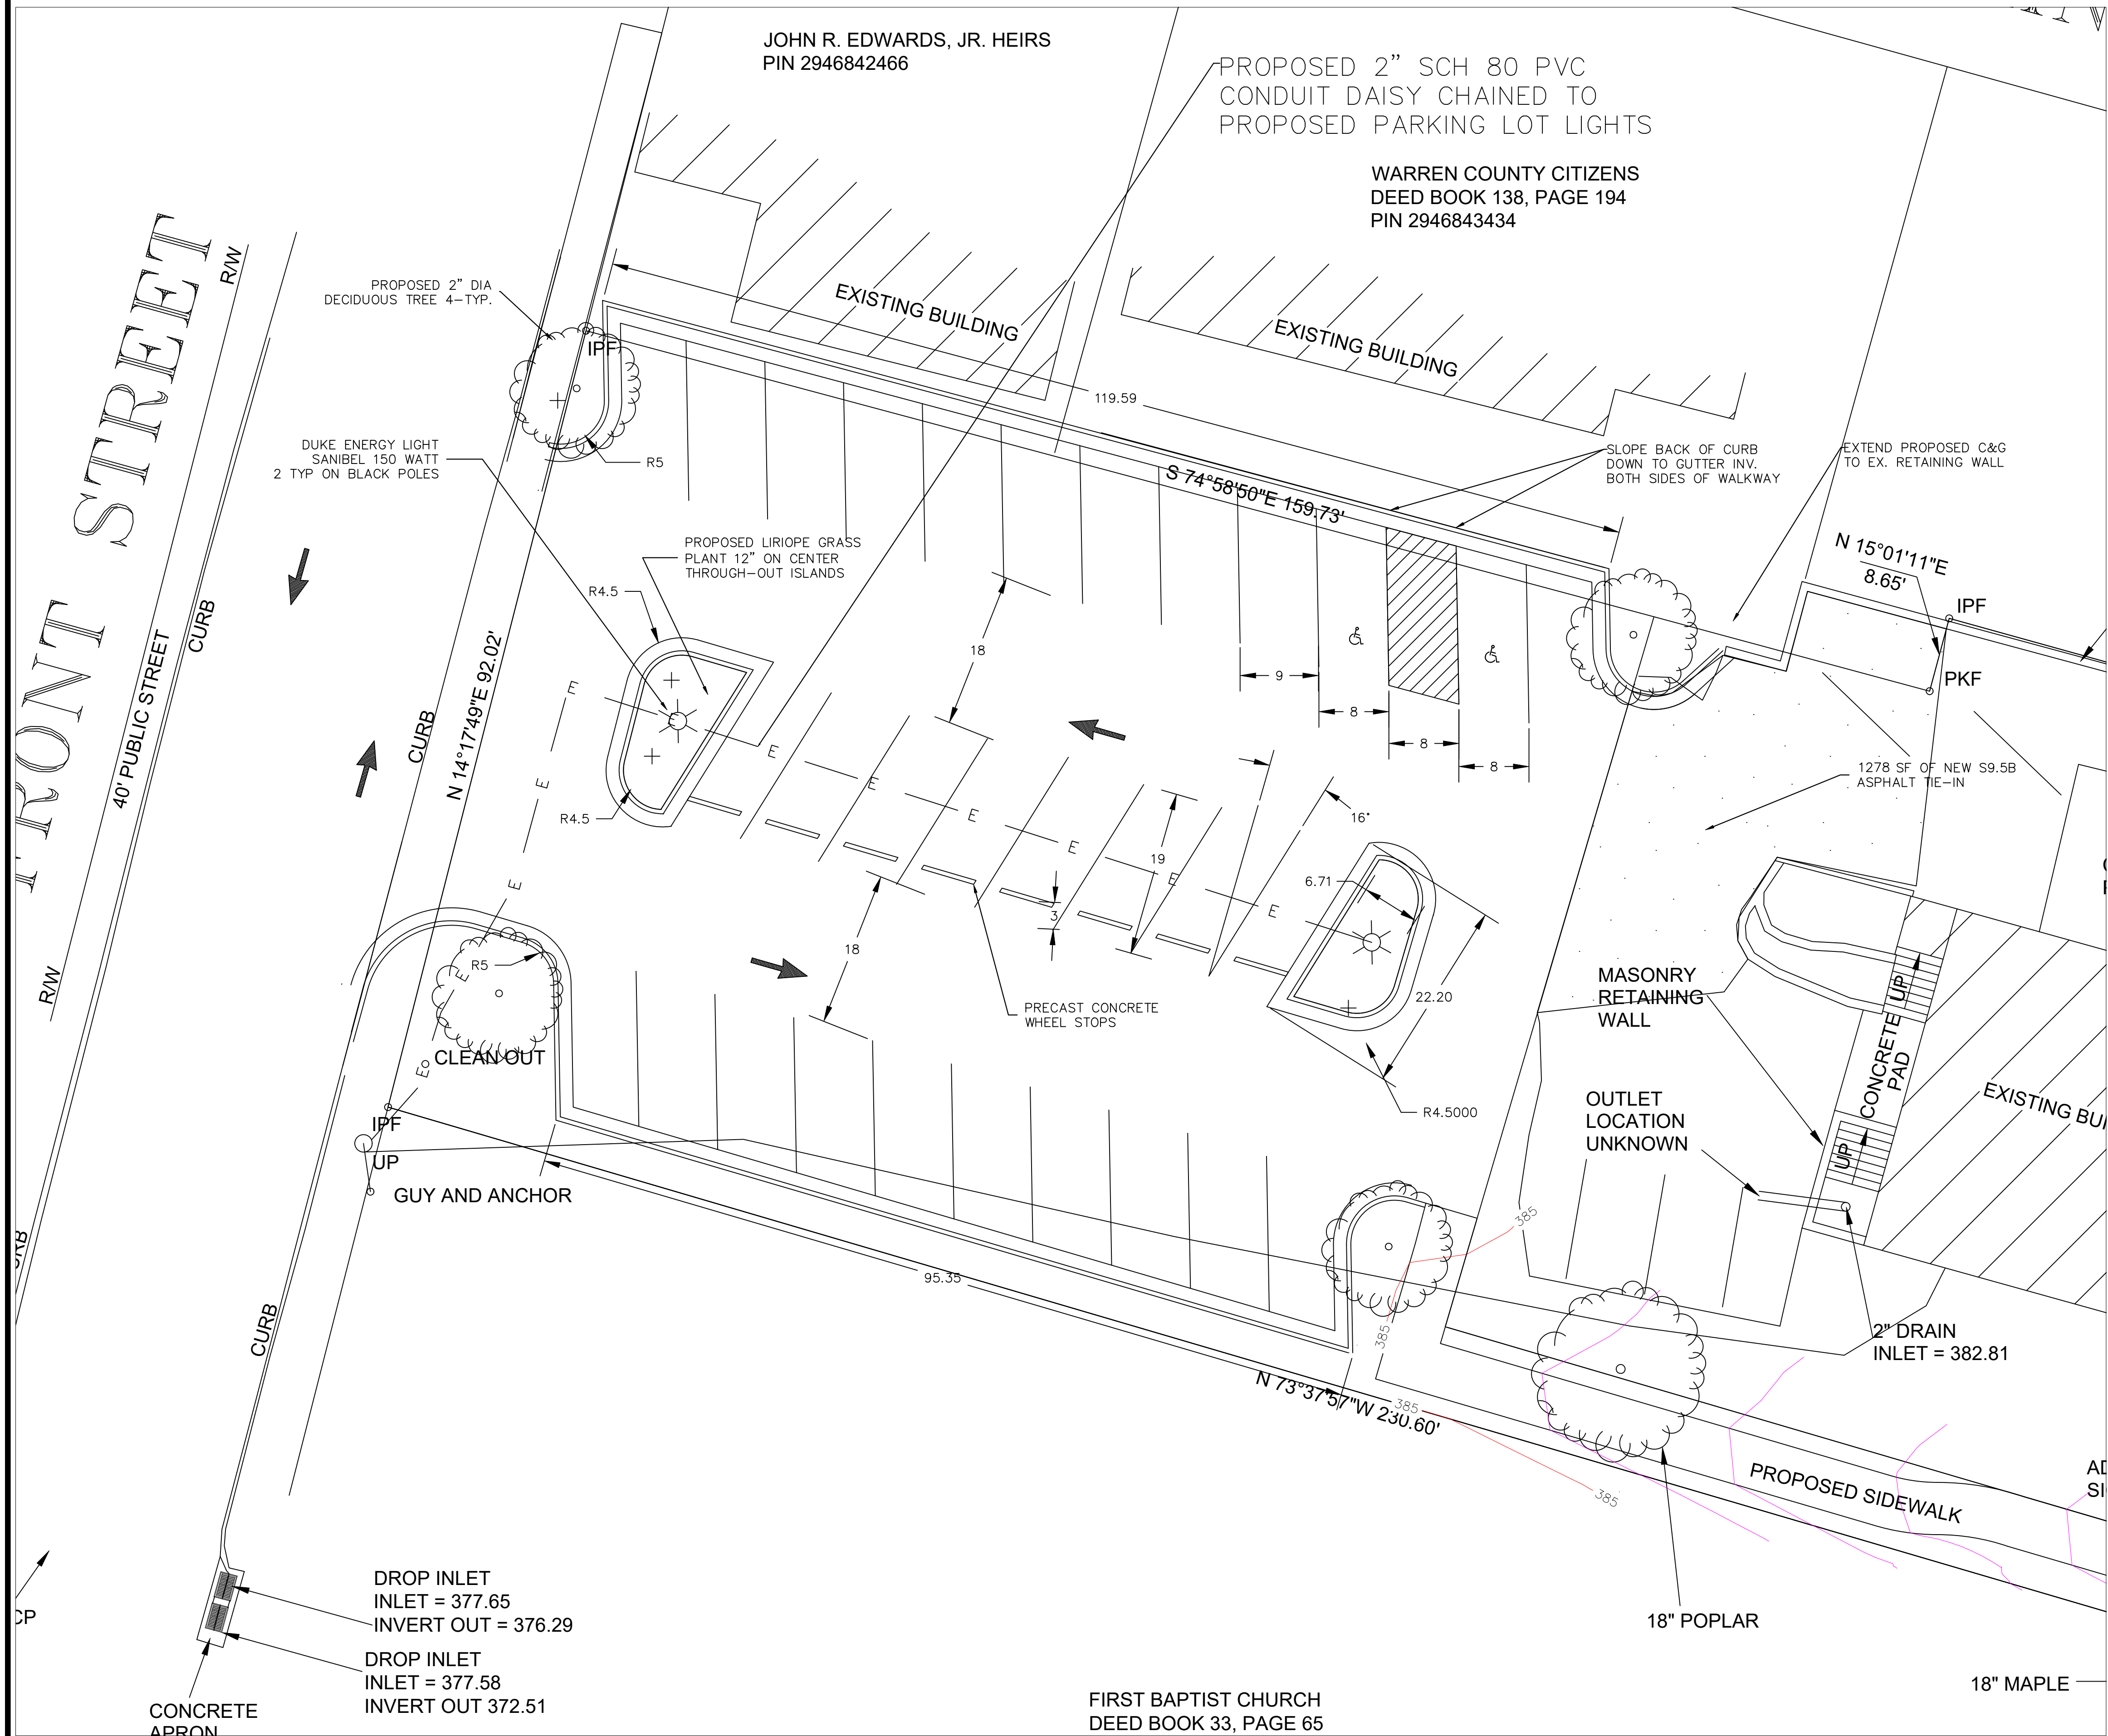 JOHN R. EDWARDS, JR. HEIRS
PIN 2946842466
PROPOSED 2” SCH 80 PVC
CONDUIT DAISY CHAINED TO
PROPOSED PARKING LOT LIGHTS
WARREN COUNTY CITIZENS
DEED BOOK 138, PAGE 194
PIN 2946843434
FRONT STREET
R/W
40' PUBLIC STREET
CURB
R/W
PROPOSED 2” DIA
DECIDUOUS TREE 4-TYP.
IPF
EXISTING BUILDING
EXISTING BUILDING
119.59
DUKE ENERGY LIGHT
SANIBEL 150 WATT
2 TYP ON BLACK POLES
R5
S 74°58'50"E 159.73'
SLOPE BACK OF CURB
DOWN TO GUTTER INV.
BOTH SIDES OF WALKWAY
EXTEND PROPOSED C&G
TO EX. RETAINING WALL
PROPOSED LIRIOPE GRASS
PLANT 12” ON CENTER
THROUGH-OUT ISLANDS
N 15°01'11"E
8.65'
IPF
PKF
R4.5
CURB
N 14°17'49"E 92.02'
18
9
8
8
8
E
E
E
E
E
E
E
E
E
E
E
E
1278 SF OF NEW S9.5B
ASPHALT TIE-IN
R4.5
16°
19
3
6.71
22.20
18
R5
PRECAST CONCRETE
WHEEL STOPS
MASONRY
RETAINING
WALL
UP
CONCRETE
PAD
UP
EXISTING BUI
CLEAN OUT
R4.5000
OUTLET
LOCATION
UNKNOWN
IPF
UP
GUY AND ANCHOR
385
95.35
385
385
385
N 73°37'57"W 230.60'
2" DRAIN
INLET = 382.81
CURB
PROPOSED SIDEWALK
DROP INLET
INLET = 377.65
INVERT OUT = 376.29
DROP INLET
INLET = 377.58
INVERT OUT 372.51
CONCRETE
APRON
CP
18" POPLAR
18" MAPLE
FIRST BAPTIST CHURCH
DEED BOOK 33, PAGE 65